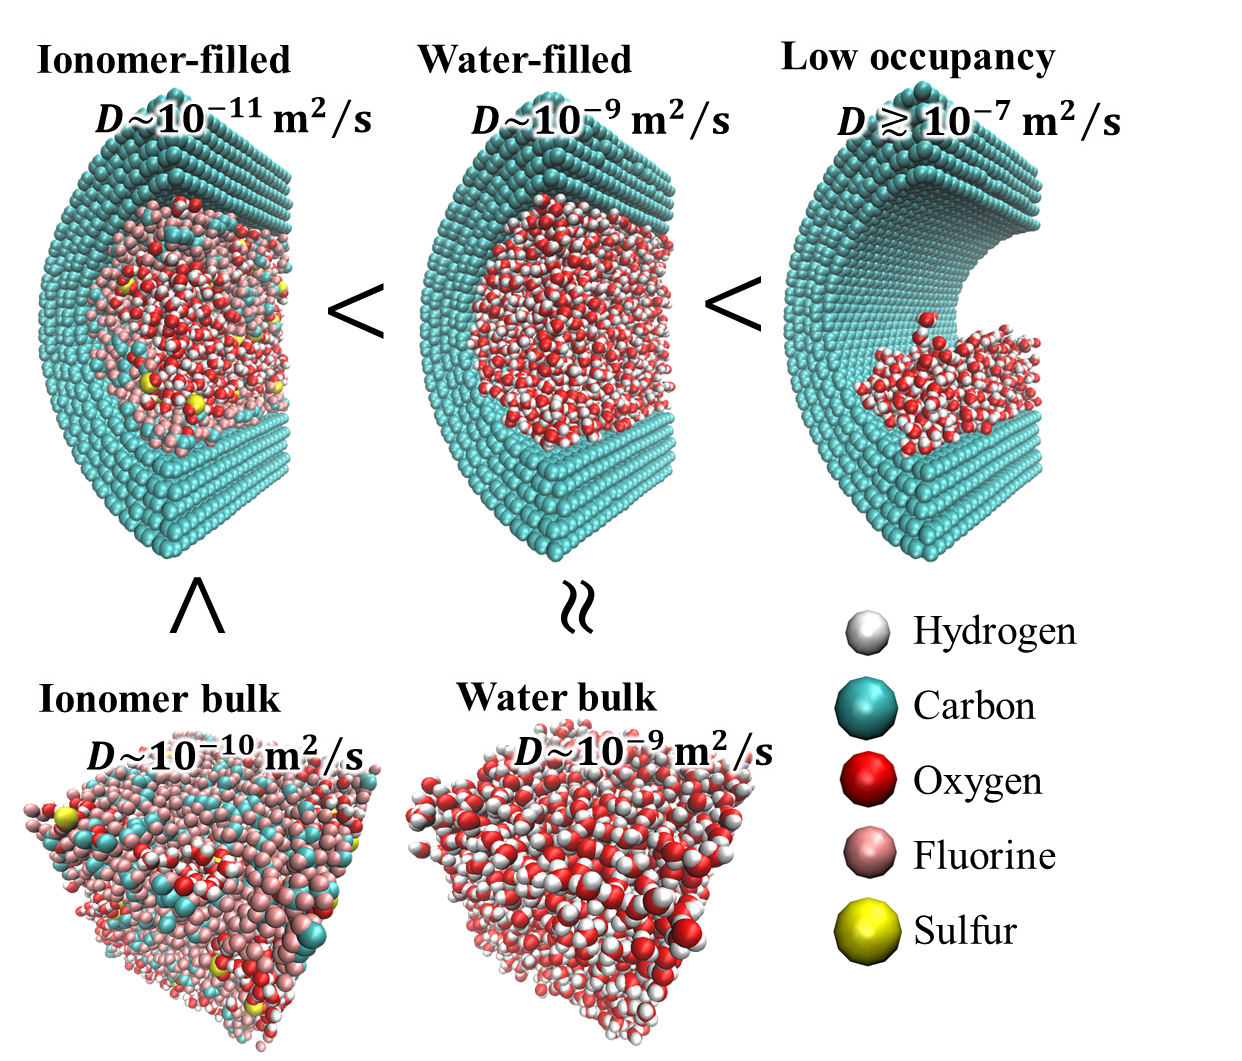 Ionomer-filled
D~10⁻¹¹ m²/s
Water-filled
D~10⁻⁹ m²/s
Low occupancy
D ≳ 10⁻⁷ m²/s
<
<
∧
≈
Ionomer bulk
D~10⁻¹⁰ m²/s
Water bulk
D~10⁻⁹ m²/s
Hydrogen
Carbon
Oxygen
Fluorine
Sulfur